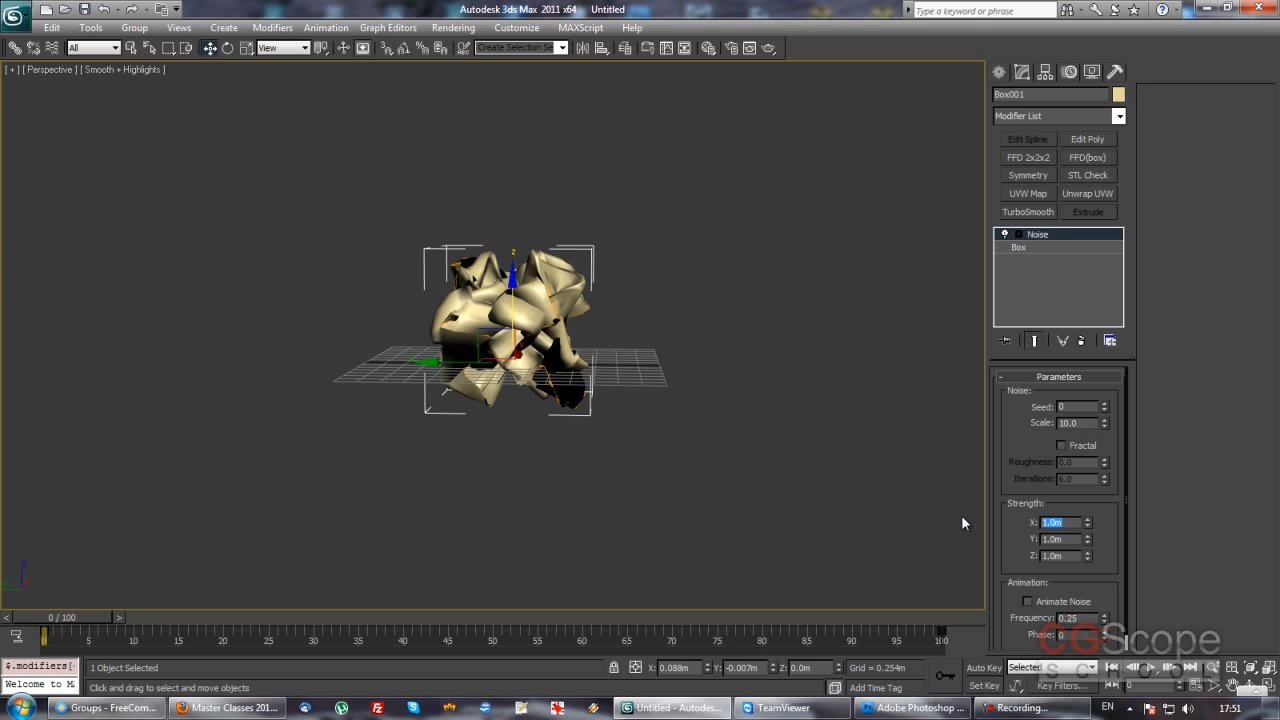 Autodesk 3ds Max 2011 x64 Untitled
Type a keyword or phrase
Edit Tools Group Views Create Modifiers Animation Graph Editors Rendering Customize MAXScript Help
All View Create Selection Se
[ + ] [ Perspective ] [ Smooth + Highlights ]
Box001
Modifier List
Edit Spline Edit Poly
FFD 2x2x2 FFD(box)
Symmetry STL Check
UVW Map Unwrap UVW
TurboSmooth Extrude
Noise
Box
z
- Parameters
Noise:
Seed: 0
Scale: 10.0
Fractal
Roughness: 0.0
Iterations: 6.0
Strength:
X: 1.0m
Y: 1.0m
Z: 1.0m
Animation:
Animate Noise
Frequency: 0.25
Phase: 0
CGScope
SCHOOL
z
y
< 0 / 100 >
5 10 15 20 25 30 35 40 45 50 55 60 65 70 75 80 85 90 95 100
$.modifiers[ 1 Object Selected X: 0.088m Y: -0.007m Z: 0.0m Grid = 0.254m Auto Key Selected
Welcome to M Click and drag to select and move objects Add Time Tag Set Key Key Filters... 0
Groups - FreeCom... Master Classes 201... Untitled - Autodes... TeamViewer Adobe Photoshop ... Recording... EN 17:51